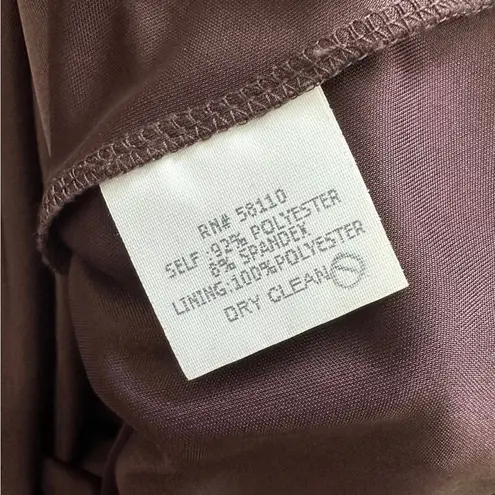 RN# 58110
SELF:92% POLYESTER
8% SPANDEX
LINING:100%POLYESTER
DRY CLEAN